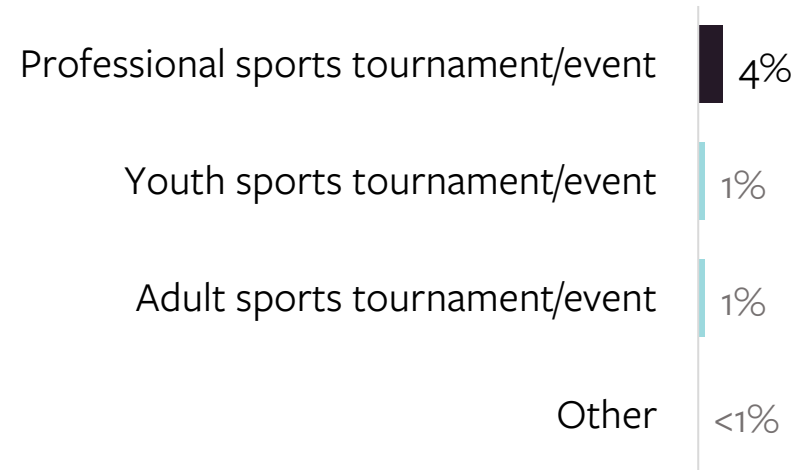 Professional sports tournament/event 4%
Youth sports tournament/event 1%
Adult sports tournament/event 1%
Other <1%